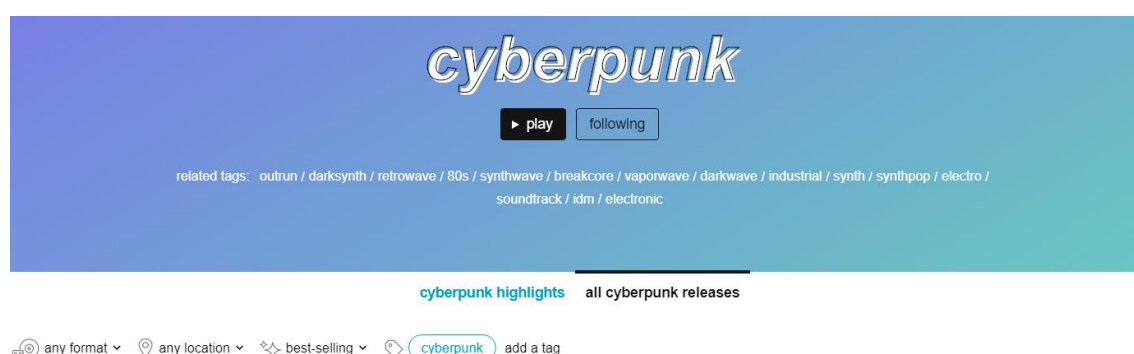 cyberpunk
play
following
related tags: outrun / darksynth / retrowave / 80s / synthwave / breakcore / vaporwave / darkwave / industrial / synth / synthpop / electro /
soundtrack / idm / electronic
cyberpunk highlights all cyberpunk releases
any format any location best-selling cyberpunk add a tag